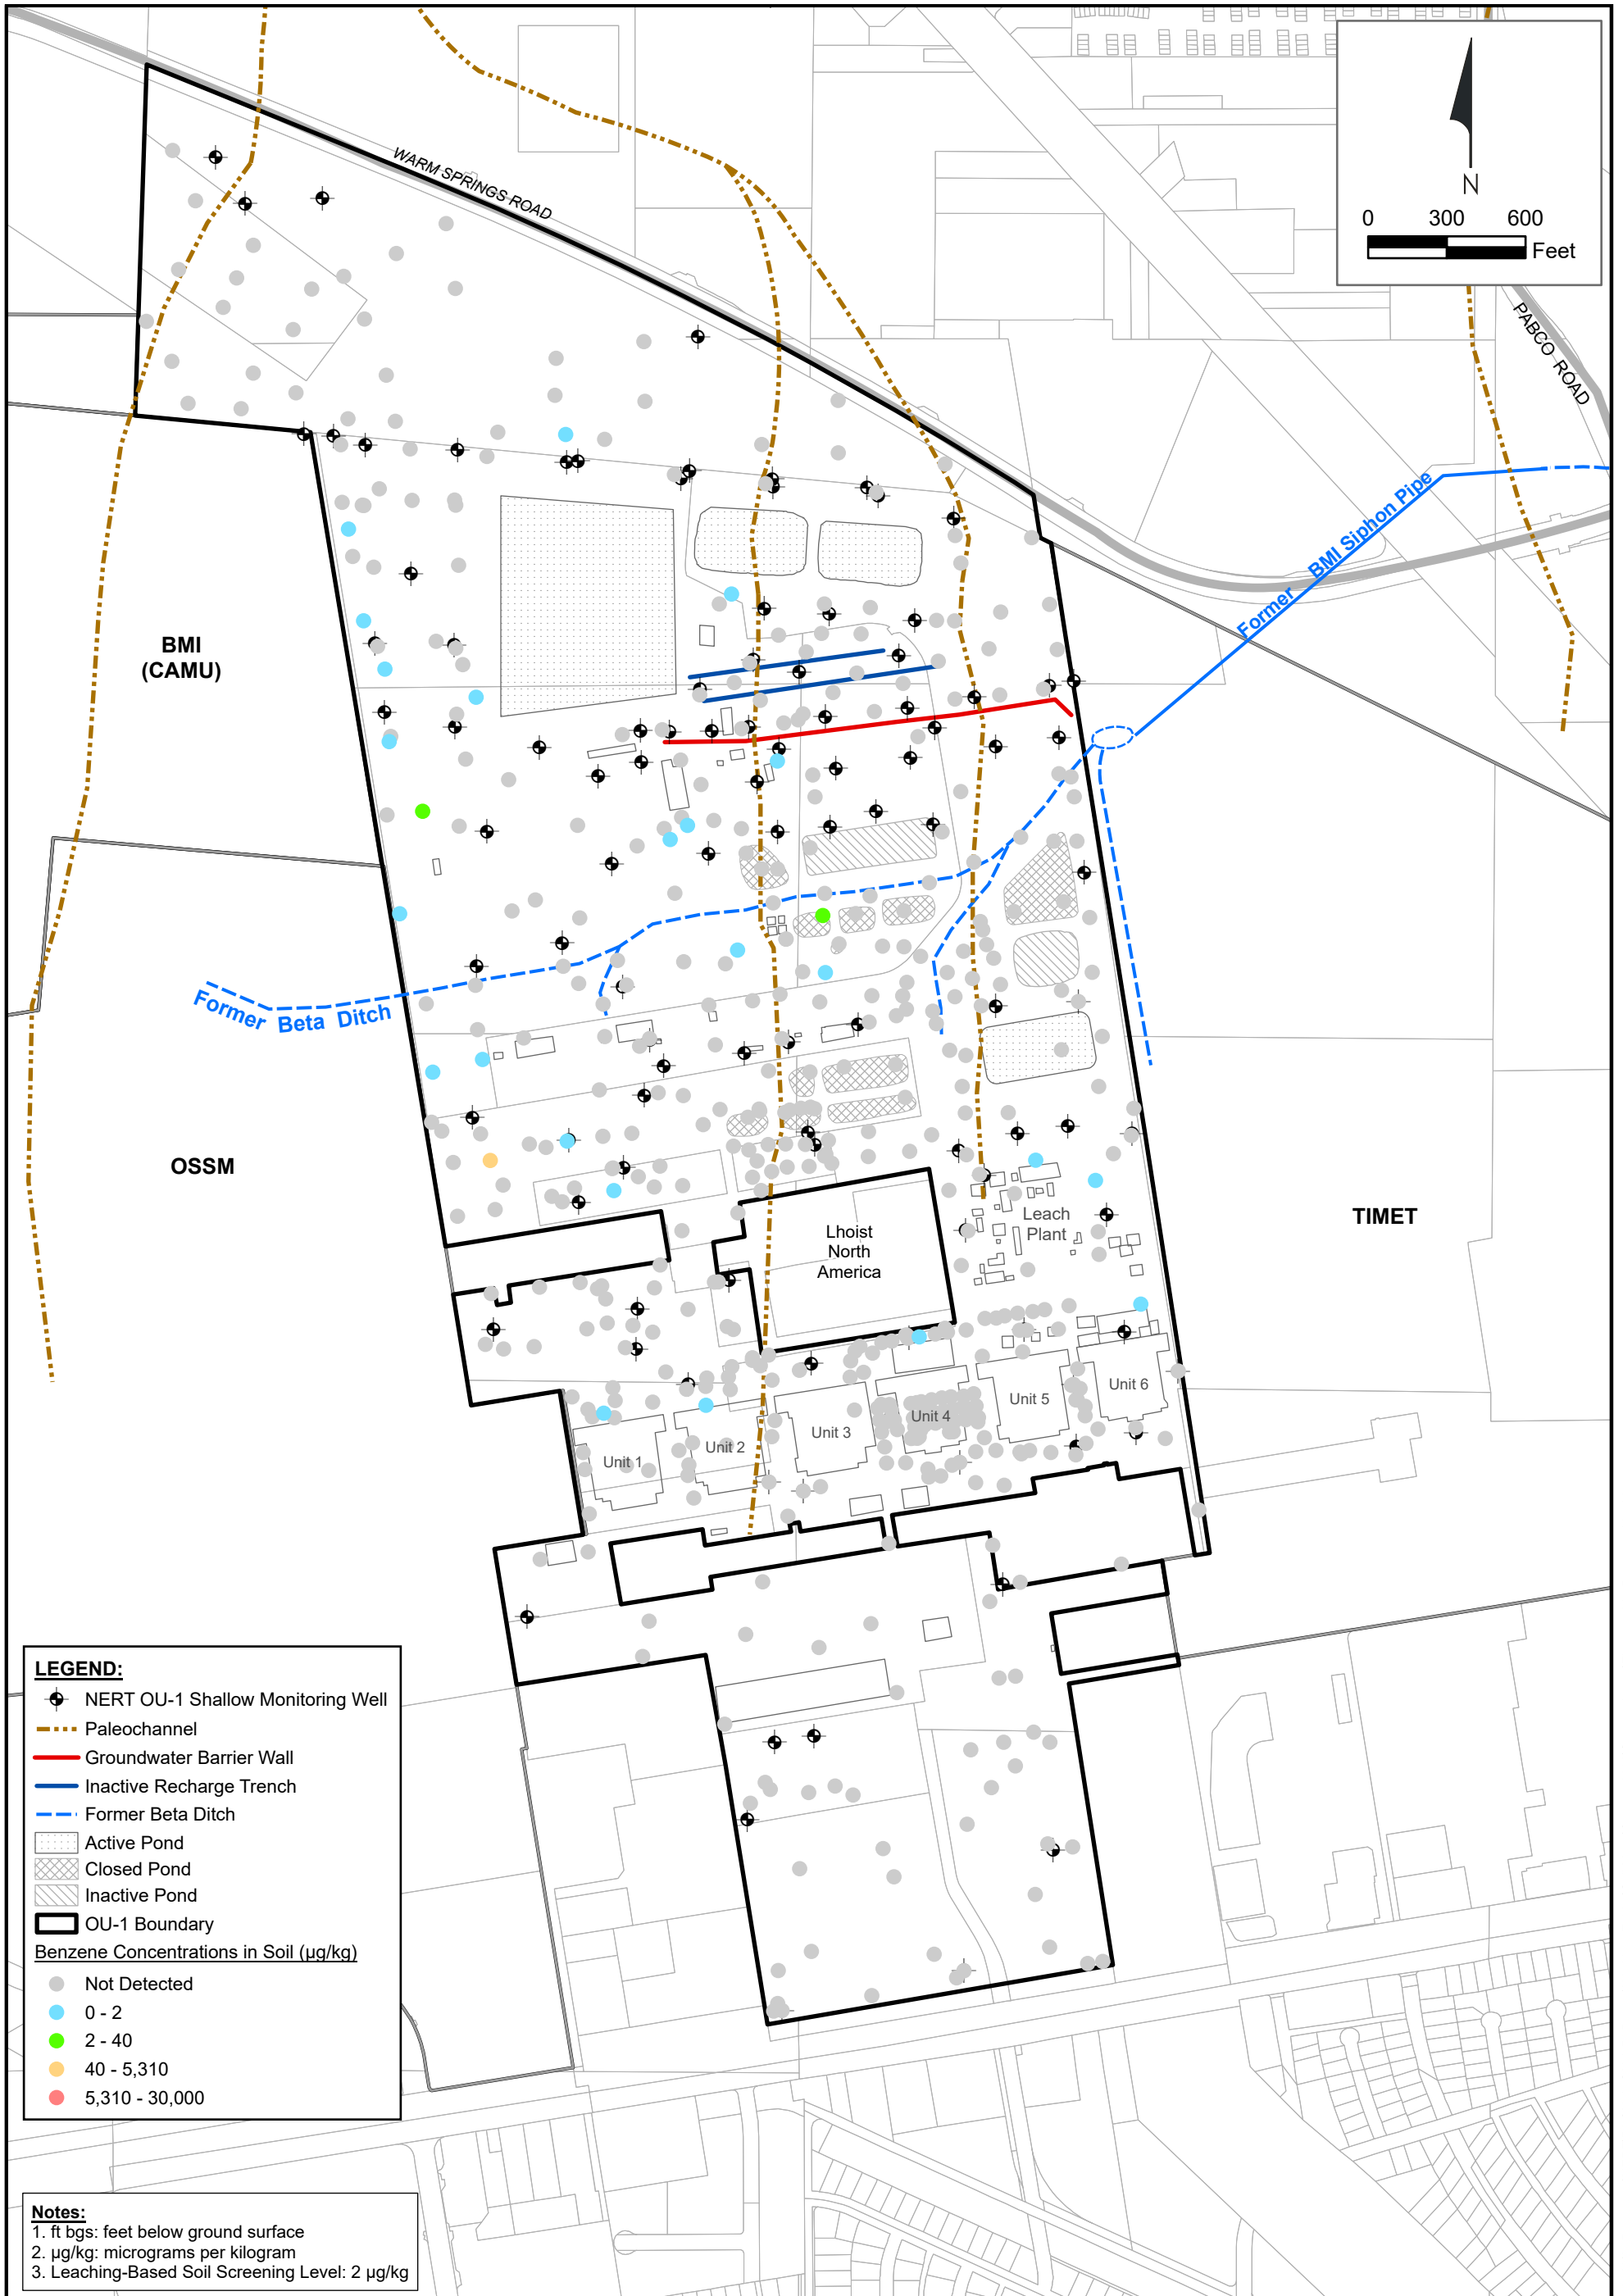 WARM SPRINGS ROAD
N
0 300 600
Feet
PABCO ROAD
Former BMI Siphon Pipe
BMI
(CAMU)
Former Beta Ditch
OSSM
TIMET
Lhoist
North
America
Leach
Plant
Unit 1
Unit 2
Unit 3
Unit 4
Unit 5
Unit 6
LEGEND:
NERT OU-1 Shallow Monitoring Well
Paleochannel
Groundwater Barrier Wall
Inactive Recharge Trench
Former Beta Ditch
Active Pond
Closed Pond
Inactive Pond
OU-1 Boundary
Benzene Concentrations in Soil (µg/kg)
Not Detected
0 - 2
2 - 40
40 - 5,310
5,310 - 30,000
Notes:
1. ft bgs: feet below ground surface
2. µg/kg: micrograms per kilogram
3. Leaching-Based Soil Screening Level: 2 µg/kg